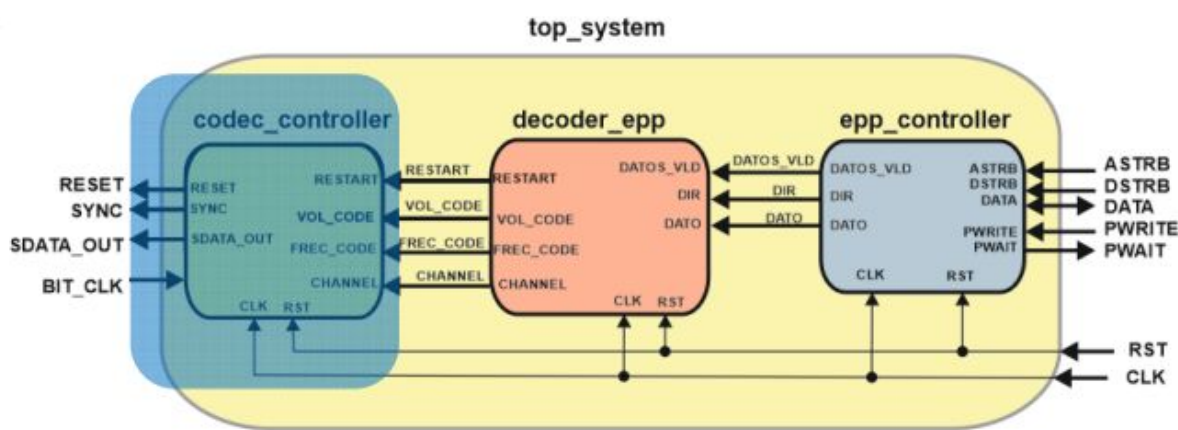 top_system
codec_controller
decoder_epp
epp_controller
RESET
SYNC
SDATA_OUT
BIT_CLK
RESET
SYNC
SDATA_OUT
RESTART
VOL_CODE
FREC_CODE
CHANNEL
CLK RST
RESTART
VOL_CODE
FREC_CODE
CHANNEL
RESTART
VOL_CODE
FREC_CODE
CHANNEL
DATOS_VLD
DIR
DATO
CLK RST
DATOS_VLD
DIR
DATO
DATOS_VLD
DIR
DATO
ASTRB
DSTRB
DATA
PWRITE
PWAIT
CLK RST
ASTRB
DSTRB
DATA
PWRITE
PWAIT
RST
CLK